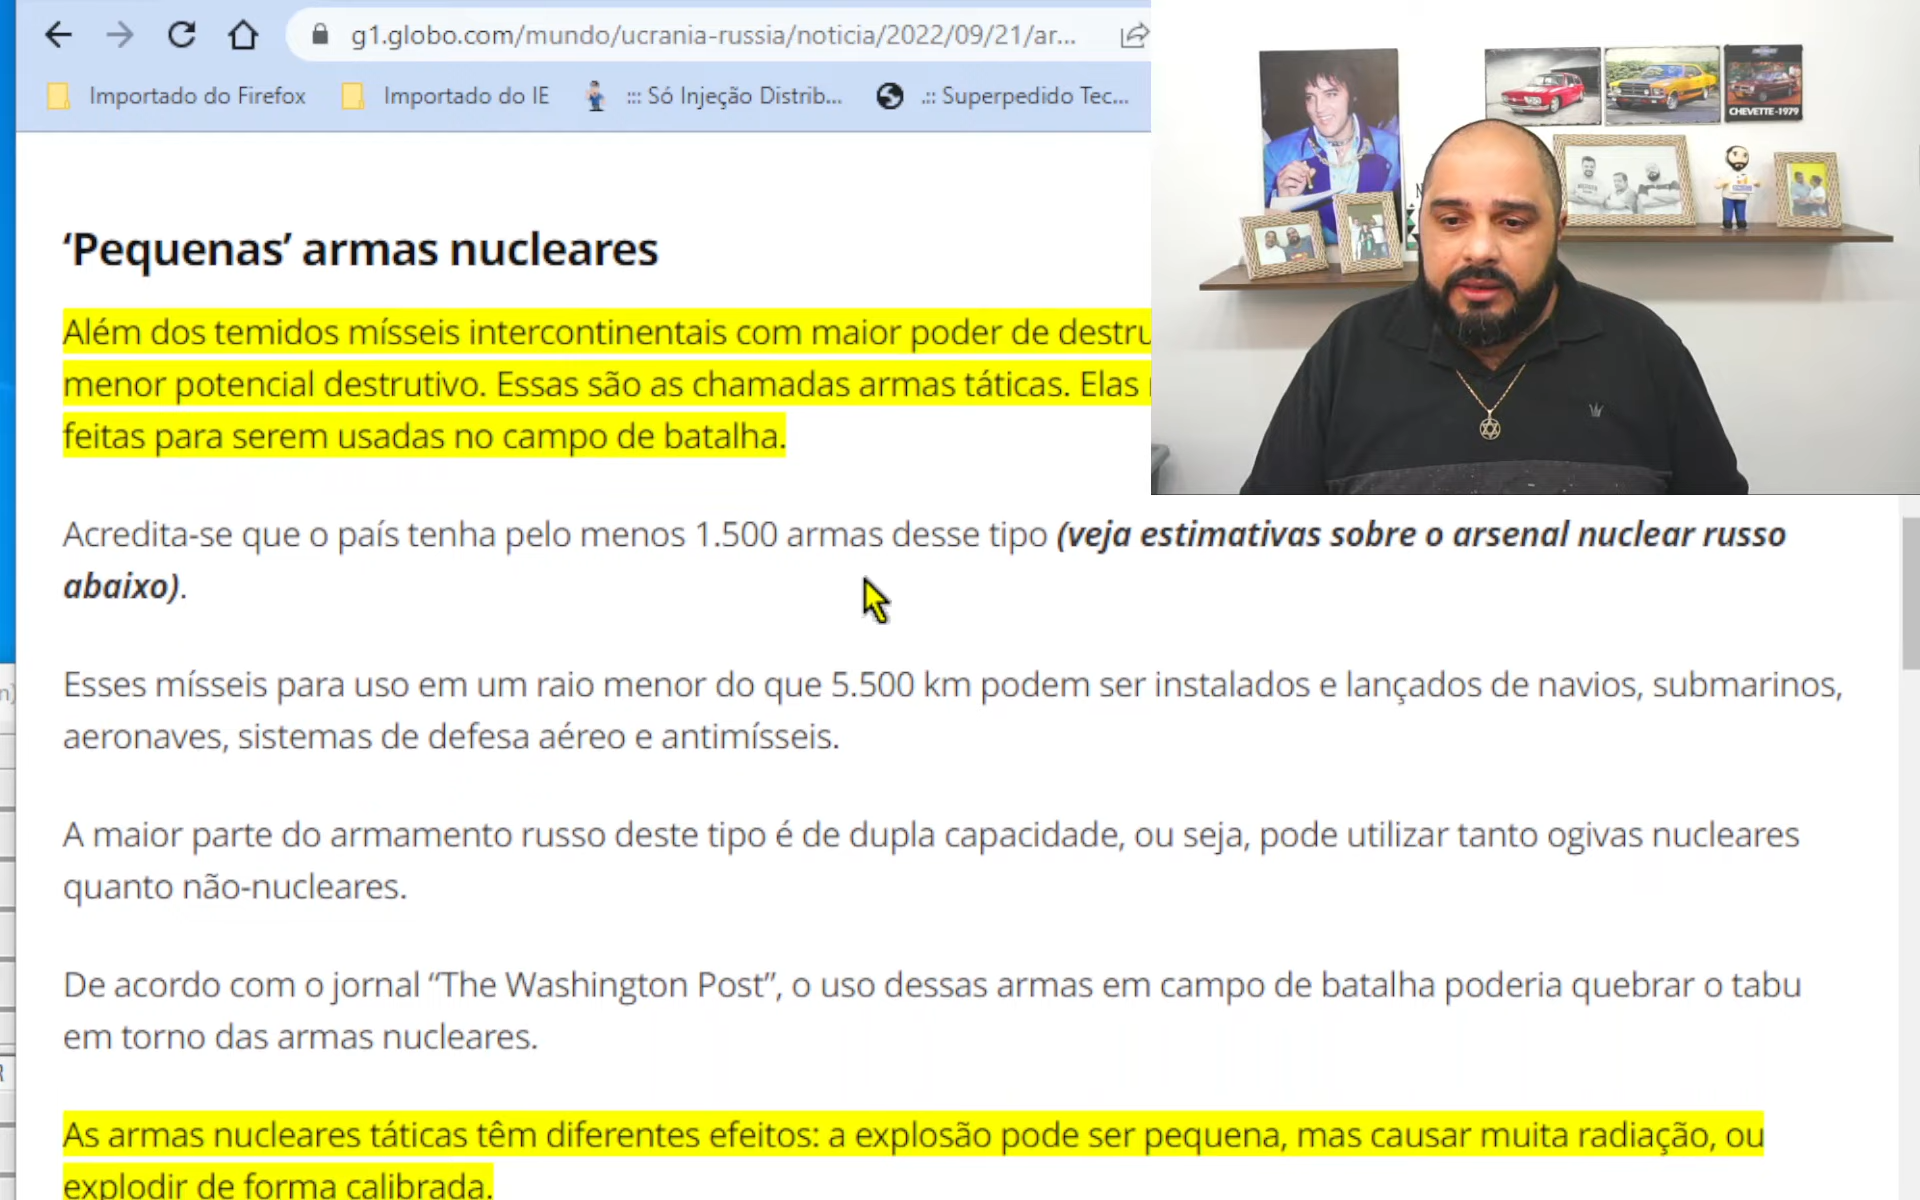 g1.globo.com/mundo/ucrania-russia/noticia/2022/09/21/ar...
Importado do Firefox Importado do IE ::: Só Injeção Distrib... .:: Superpedido Tec...
CHEVETTE-1979
‘Pequenas’ armas nucleares
Além dos temidos mísseis intercontinentais com maior poder de destru
menor potencial destrutivo. Essas são as chamadas armas táticas. Elas
feitas para serem usadas no campo de batalha.
Acredita-se que o país tenha pelo menos 1.500 armas desse tipo (veja estimativas sobre o arsenal nuclear russo
abaixo).
Esses mísseis para uso em um raio menor do que 5.500 km podem ser instalados e lançados de navios, submarinos,
aeronaves, sistemas de defesa aéreo e antimísseis.
A maior parte do armamento russo deste tipo é de dupla capacidade, ou seja, pode utilizar tanto ogivas nucleares
quanto não-nucleares.
De acordo com o jornal “The Washington Post”, o uso dessas armas em campo de batalha poderia quebrar o tabu
em torno das armas nucleares.
As armas nucleares táticas têm diferentes efeitos: a explosão pode ser pequena, mas causar muita radiação, ou
explodir de forma calibrada.